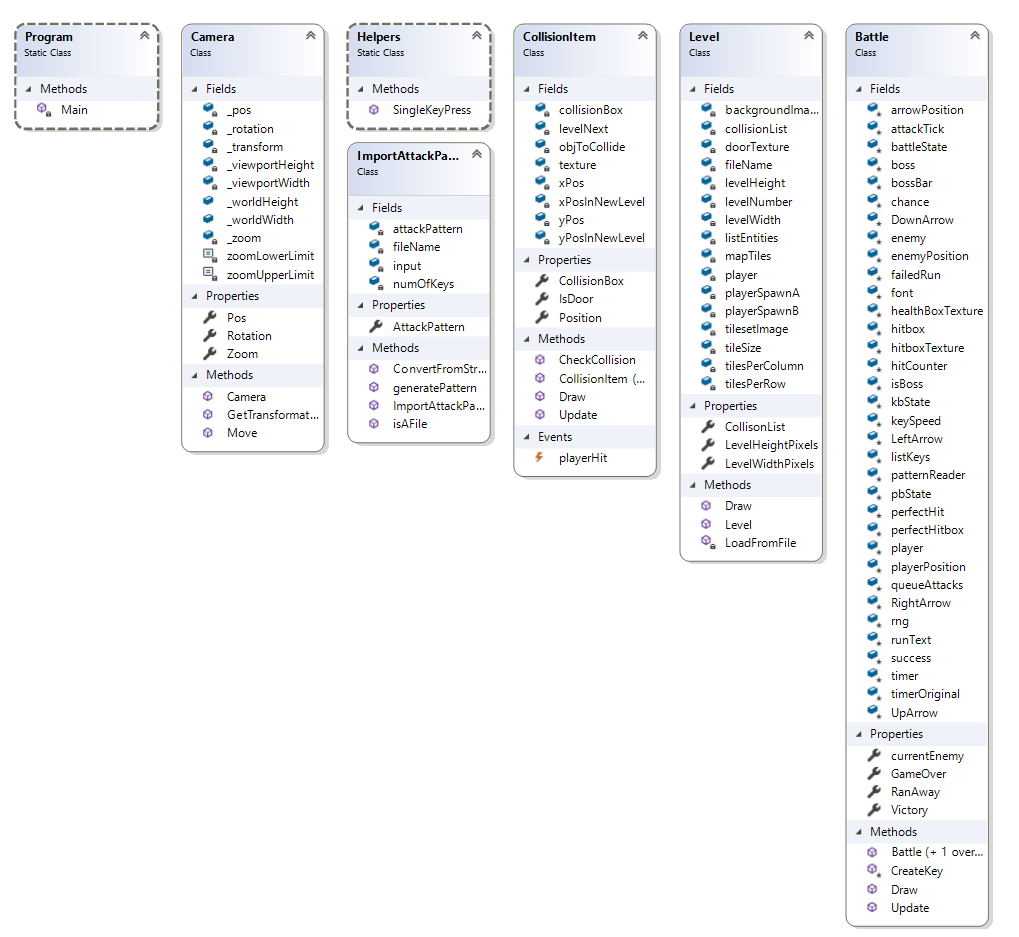 Program
Static Class
Methods
Main
Camera
Class
Fields
_pos
_rotation
_transform
_viewportHeight
_viewportWidth
_worldHeight
_worldWidth
_zoom
zoomLowerLimit
zoomUpperLimit
Properties
Pos
Rotation
Zoom
Methods
Camera
GetTransformat...
Move
Helpers
Static Class
Methods
SingleKeyPress
ImportAttackPa...
Class
Fields
attackPattern
fileName
input
numOfKeys
Properties
AttackPattern
Methods
ConvertFromStr...
generatePattern
ImportAttackPa...
isAFile
CollisionItem
Class
Fields
collisionBox
levelNext
objToCollide
texture
xPos
xPosInNewLevel
yPos
yPosInNewLevel
Properties
CollisionBox
IsDoor
Position
Methods
CheckCollision
CollisionItem (...
Draw
Update
Events
playerHit
Level
Class
Fields
backgroundIma...
collisionList
doorTexture
fileName
levelHeight
levelNumber
levelWidth
listEntities
mapTiles
player
playerSpawnA
playerSpawnB
tilesetImage
tileSize
tilesPerColumn
tilesPerRow
Properties
CollisonList
LevelHeightPixels
LevelWidthPixels
Methods
Draw
Level
LoadFromFile
Battle
Class
Fields
arrowPosition
attackTick
battleState
boss
bossBar
chance
DownArrow
enemy
enemyPosition
failedRun
font
healthBoxTexture
hitbox
hitboxTexture
hitCounter
isBoss
kbState
keySpeed
LeftArrow
listKeys
patternReader
pbState
perfectHit
perfectHitbox
player
playerPosition
queueAttacks
RightArrow
rng
runText
success
timer
timerOriginal
UpArrow
Properties
currentEnemy
GameOver
RanAway
Victory
Methods
Battle (+ 1 over...
CreateKey
Draw
Update